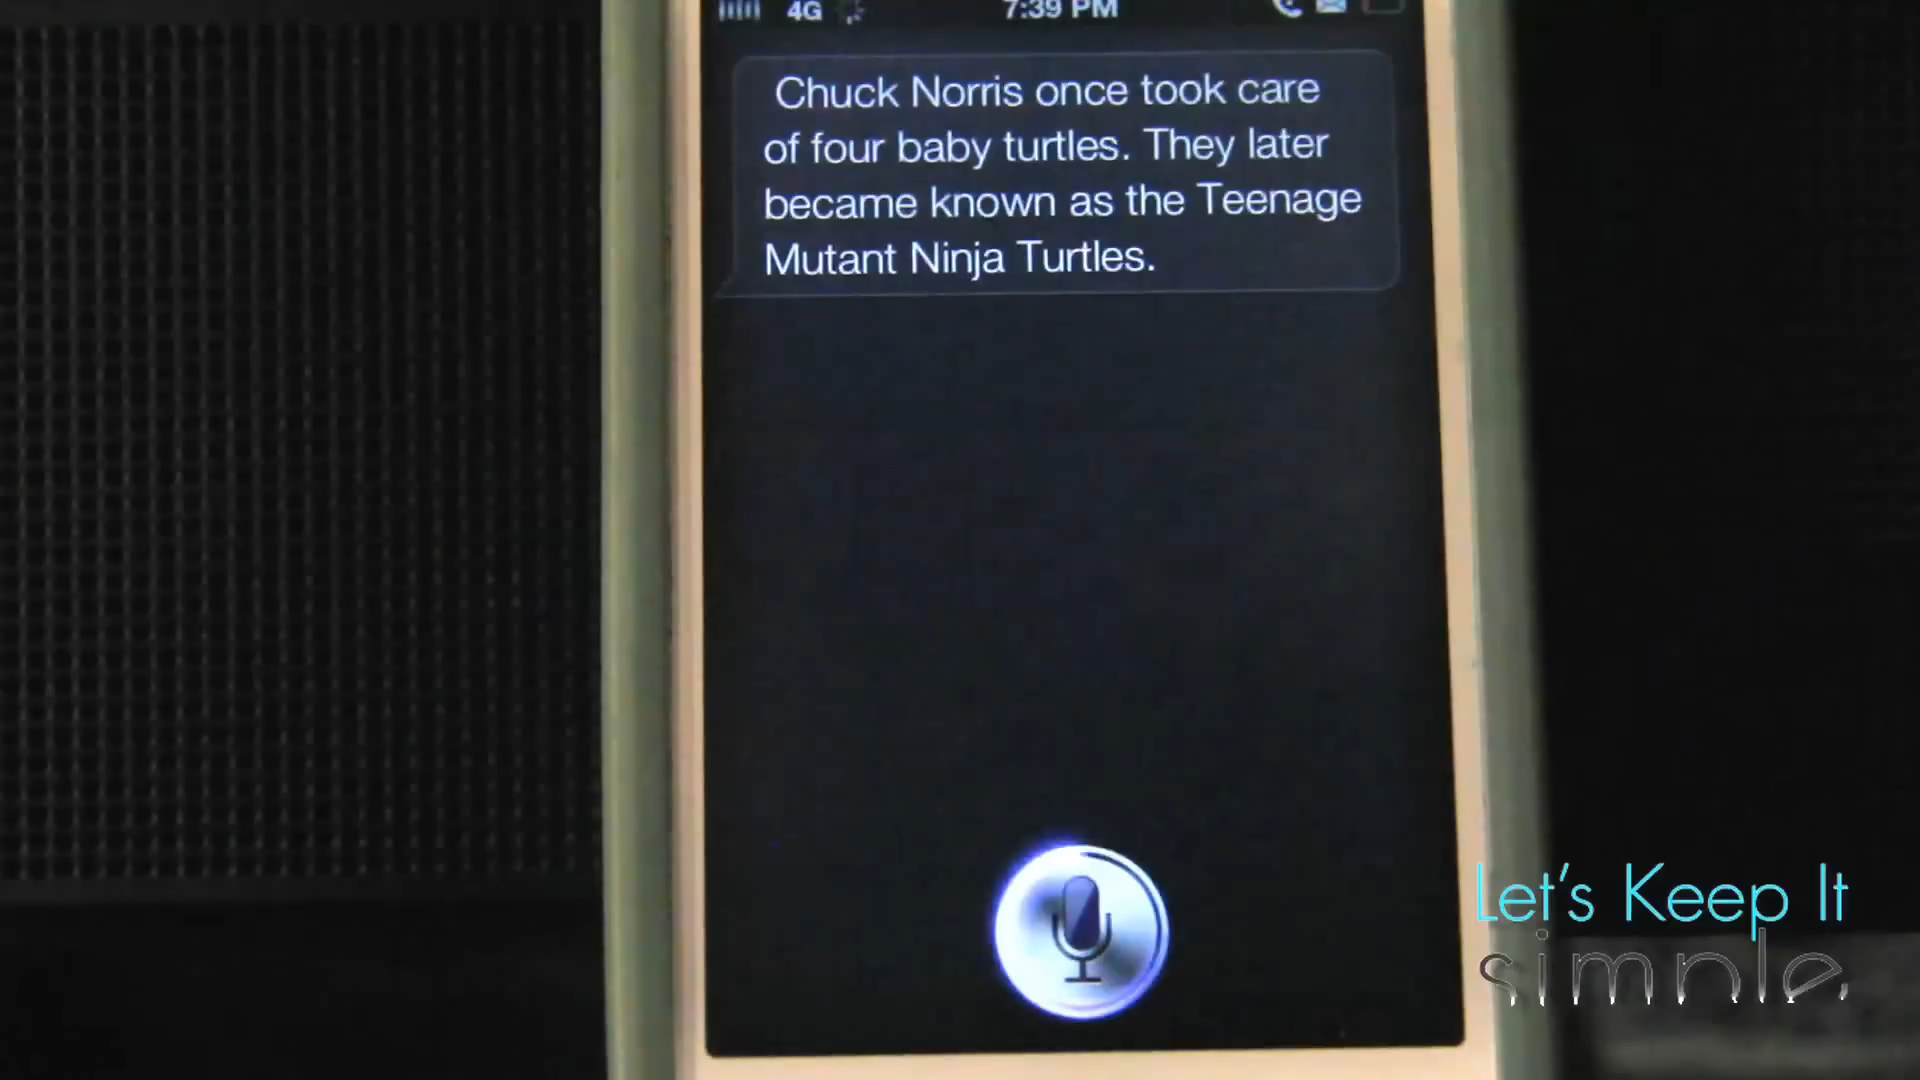 4G 7:39 PM
Chuck Norris once took care
of four baby turtles. They later
became known as the Teenage
Mutant Ninja Turtles.
Let's Keep It
simple